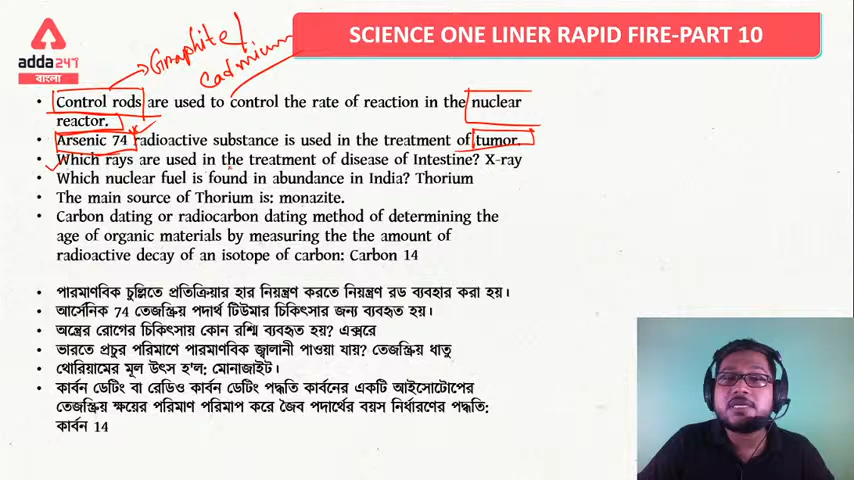 adda247
বাংলা
SCIENCE ONE LINER RAPID FIRE-PART 10
Graphite/
Cadmium
• Control rods are used to control the rate of reaction in the nuclear
reactor.
• Arsenic 74 radioactive substance is used in the treatment of tumor.
• Which rays are used in the treatment of disease of Intestine? X-ray
• Which nuclear fuel is found in abundance in India? Thorium
• The main source of Thorium is: monazite.
• Carbon dating or radiocarbon dating method of determining the
age of organic materials by measuring the the amount of
radioactive decay of an isotope of carbon: Carbon 14
• পারমাণবিক চুল্লিতে প্রতিক্রিয়ার হার নিয়ন্ত্রণ করতে নিয়ন্ত্রণ রড ব্যবহার করা হয়।
• আর্সেনিক 74 তেজস্ক্রিয় পদার্থ টিউমার চিকিৎসার জন্য ব্যবহৃত হয়।
• অন্ত্রের রোগের চিকিৎসায় কোন রশ্মি ব্যবহৃত হয়? এক্সরে
• ভারতে প্রচুর পরিমাণে পারমাণবিক জ্বালানী পাওয়া যায়? তেজস্ক্রিয় ধাতু
• থোরিয়ামের মূল উৎস হ'ল: মোনাজাইট।
• কার্বন ডেটিং বা রেডিও কার্বন ডেটিং পদ্ধতি কার্বনের একটি আইসোটোপের
তেজস্ক্রিয় ক্ষয়ের পরিমাণ পরিমাপ করে জৈব পদার্থের বয়স নির্ধারণের পদ্ধতি:
কার্বন 14